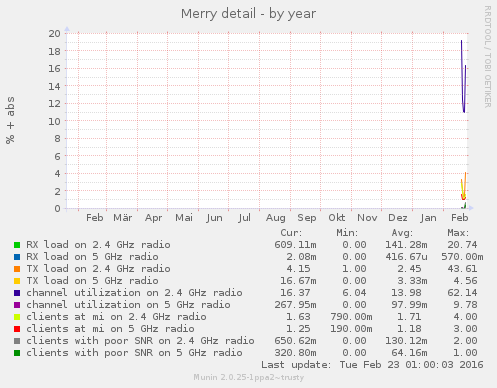 Merry detail - by year
RRDTOOL / TOBI OETIKER
% + abs
20
18
16
14
12
10
8
6
4
2
0
Feb Mär Apr Mai Jun Jul Aug Sep Okt Nov Dez Jan Feb
Cur: Min: Avg: Max:
RX load on 2.4 GHz radio 609.11m 0.00 141.28m 20.74
RX load on 5 GHz radio 2.08m 0.00 416.67u 570.00m
TX load on 2.4 GHz radio 4.15 1.00 2.45 43.61
TX load on 5 GHz radio 16.67m 0.00 3.33m 4.56
channel utilization on 2.4 GHz radio 16.37 6.04 13.98 62.14
channel utilization on 5 GHz radio 267.95m 0.00 97.99m 9.78
clients at mi on 2.4 GHz radio 1.63 790.00m 1.71 4.00
clients at mi on 5 GHz radio 1.25 190.00m 1.18 3.00
clients with poor SNR on 2.4 GHz radio 650.62m 0.00 130.12m 2.00
clients with poor SNR on 5 GHz radio 320.80m 0.00 64.16m 1.00
Last update: Tue Feb 23 01:00:03 2016
Munin 2.0.25-1ppa2~trusty